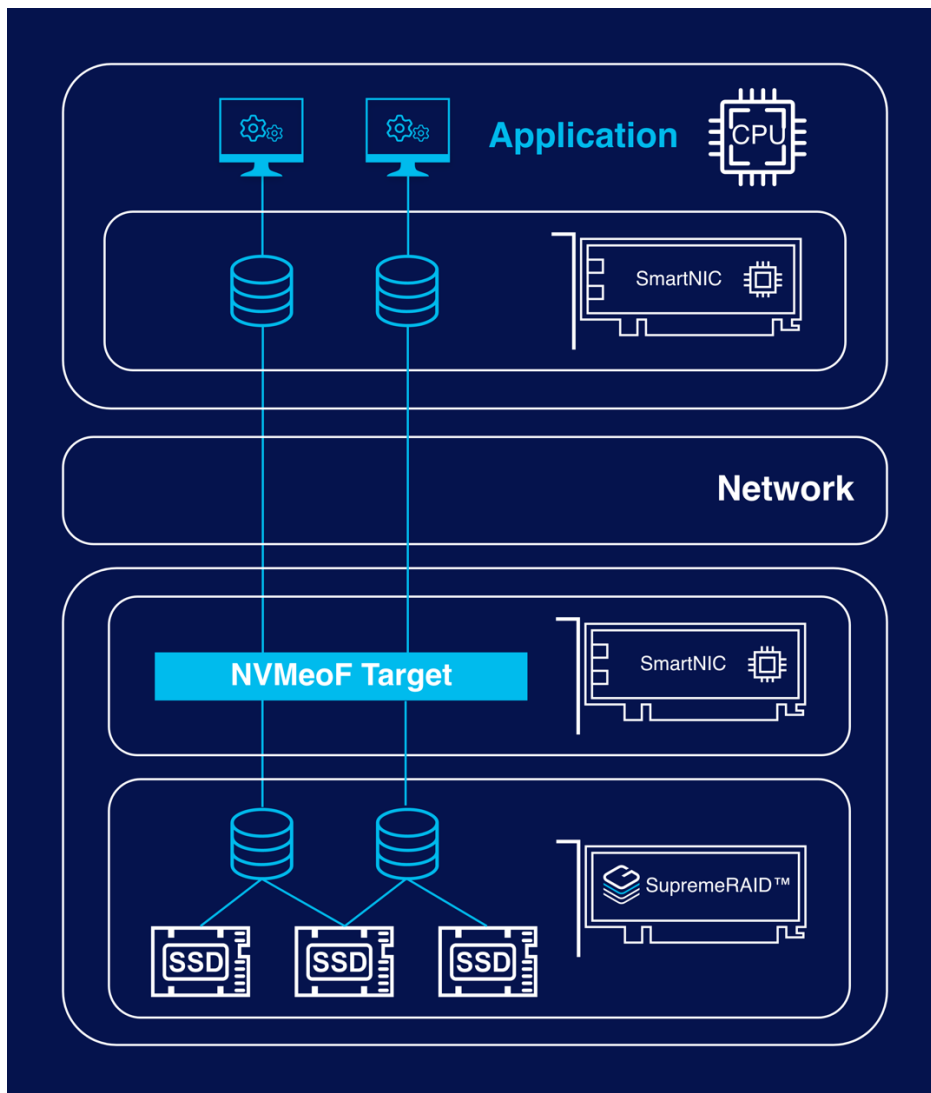 Application
CPU
SmartNIC
Network
NVMeoF Target
SmartNIC
SupremeRAID™
SSD
SSD
SSD